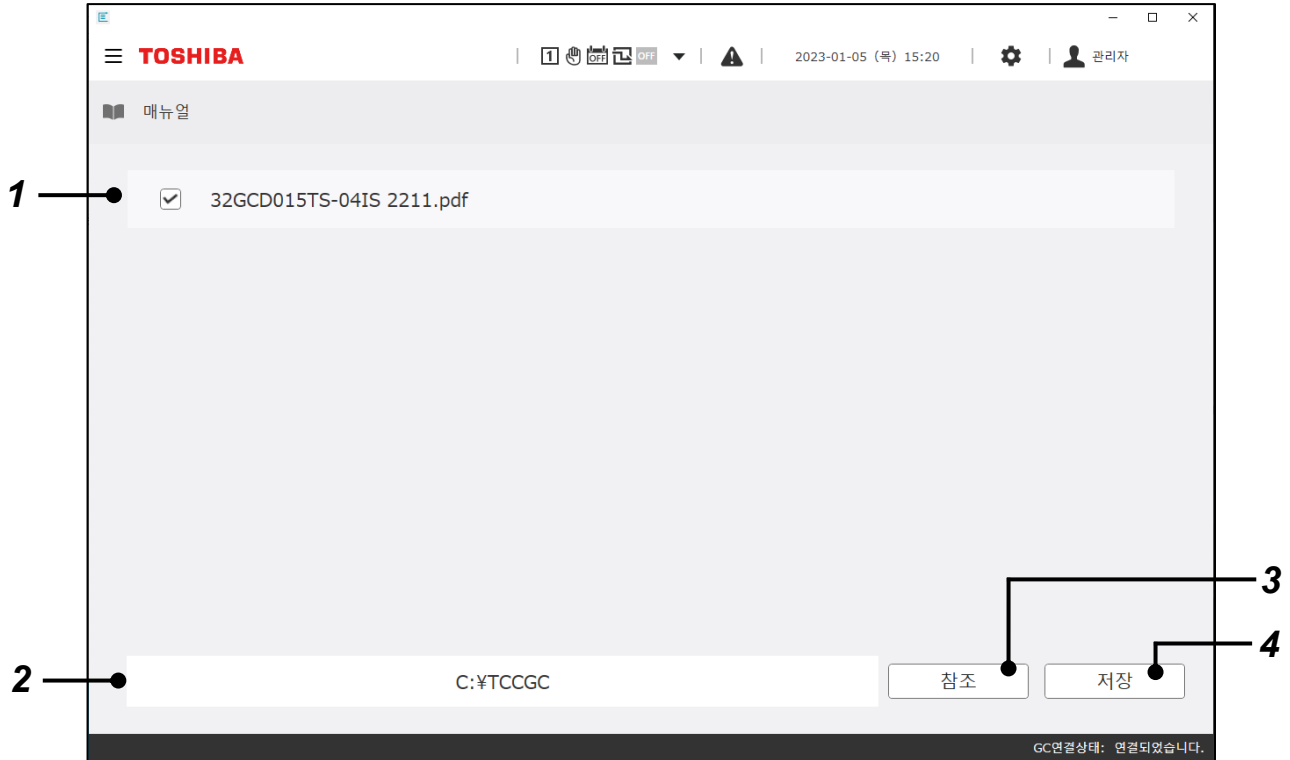 TOSHIBA 1 OFF OFF 2023-01-05 (목) 15:20 관리자
매뉴얼
1
32GCD015TS-04IS 2211.pdf
3
4
2
C:¥TCCGC 참조 저장
GC연결상태: 연결되었습니다.